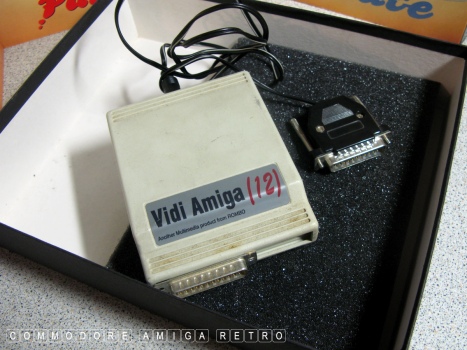 Vidi Amiga (12)
Another Multimedia product from ROMBO
COMMODORE AMIGA RETRO